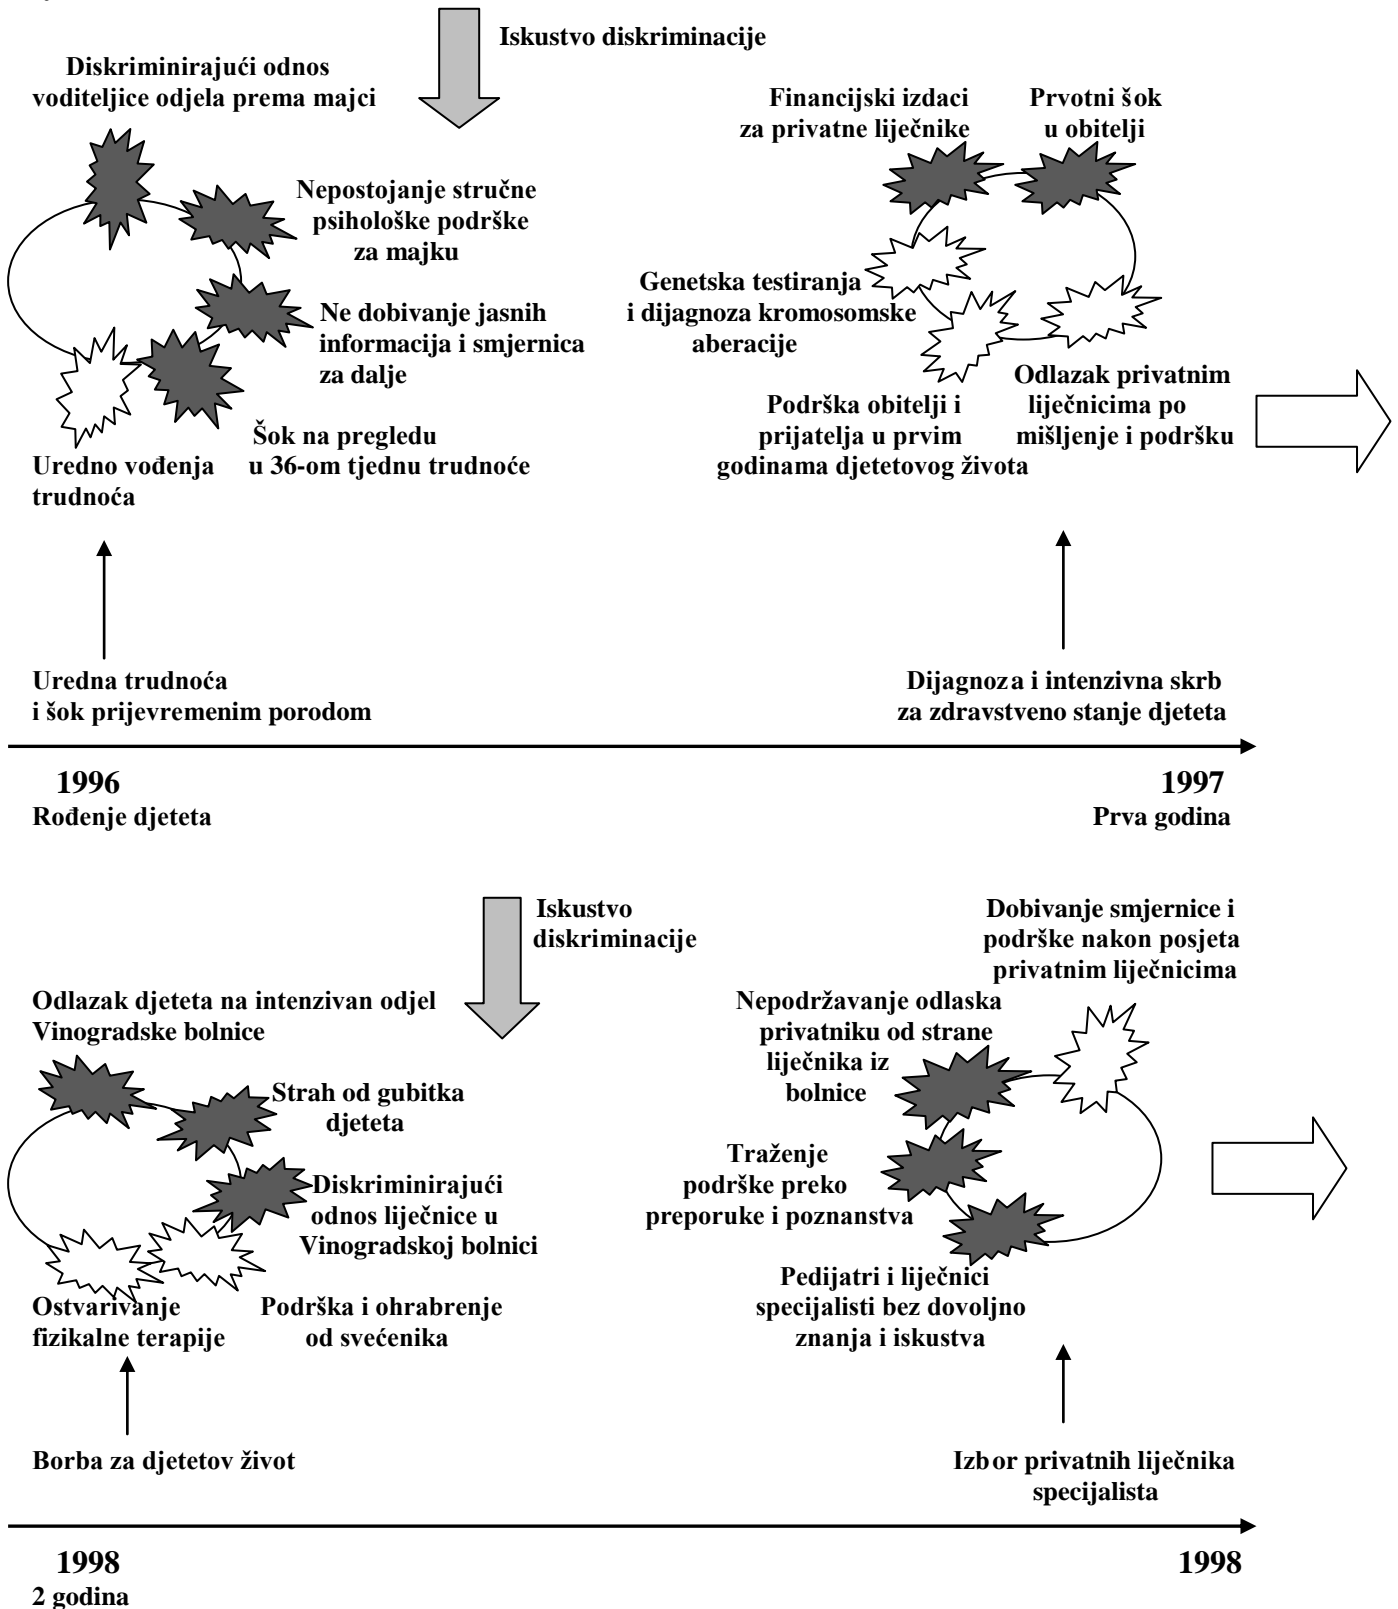 Iskustvo diskriminacije
Diskriminirajući odnos
voditeljice odjela prema majci
Nepostojanje stručne
psihološke podrške
za majku
Ne dobivanje jasnih
informacija i smjernica
za dalje
Šok na pregledu
u 36-om tjednu trudnoće
Uredno vođenja
trudnoća
Financijski izdaci
za privatne liječnike
Prvotni šok
u obitelji
Genetska testiranja
i dijagnoza kromosomske
aberacije
Podrška obitelji i
prijatelja u prvim
godinama djetetovog života
Odlazak privatnim
liječnicima po
mišljenje i podršku
Uredna trudnoća
i šok prijevremenim porodom
Dijagnoza i intenzivna skrb
za zdravstveno stanje djeteta
1996
Rođenje djeteta
1997
Prva godina
Iskustvo
diskriminacije
Odlazak djeteta na intenzivan odjel
Vinogradske bolnice
Strah od gubitka
djeteta
Diskriminirajući
odnos liječnice u
Vinogradskoj bolnici
Ostvarivanje
fizikalne terapije
Podrška i ohrabrenje
od svećenika
Dobivanje smjernice i
podrške nakon posjeta
privatnim liječnicima
Nepodržavanje odlaska
privatniku od strane
liječnika iz
bolnice
Traženje
podrške preko
preporuke i poznanstva
Pedijatri i liječnici
specijalisti bez dovoljno
znanja i iskustva
Borba za djetetov život
Izbor privatnih liječnika
specijalista
1998
2 godina
1998